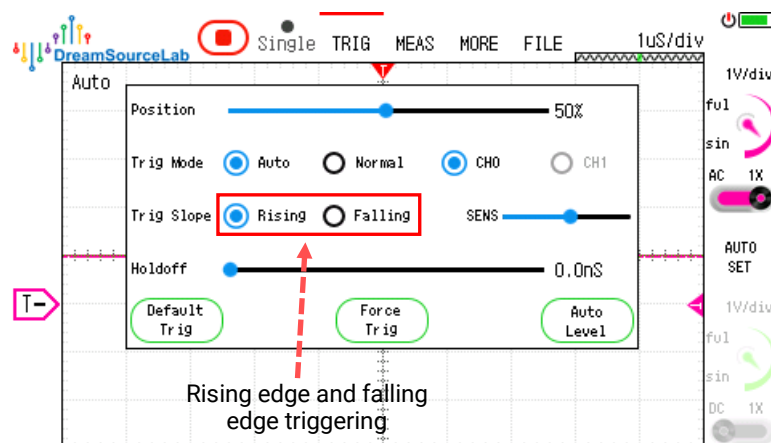 DreamSourceLab
Single TRIG MEAS MORE FILE 1uS/div
Auto
T
1V/div
Position 50%
ful
sin
Trig Mode Auto Normal CH0 CH1
AC 1X
Trig Slope Rising Falling SENS
AUTO
SET
Holdoff 0.0nS
T
Default
Trig
Force
Trig
Auto
Level
1V/div
ful
sin
DC 1X
Rising edge and falling
edge triggering